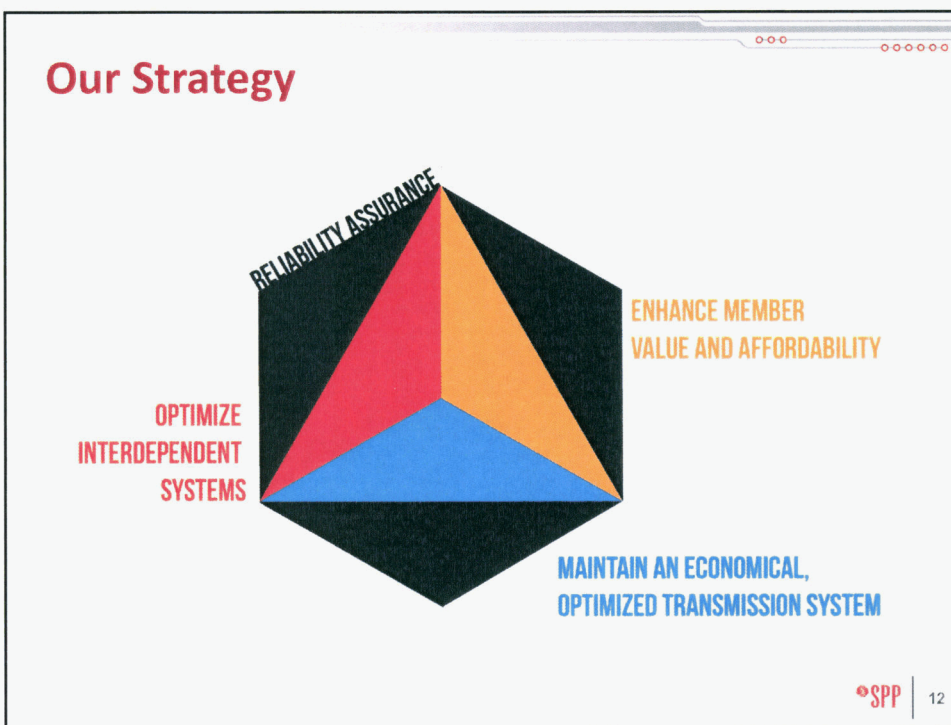 Our Strategy
RELIABILITY ASSURANCE
ENHANCE MEMBER
VALUE AND AFFORDABILITY
OPTIMIZE
INTERDEPENDENT
SYSTEMS
MAINTAIN AN ECONOMICAL,
OPTIMIZED TRANSMISSION SYSTEM
SPP 12